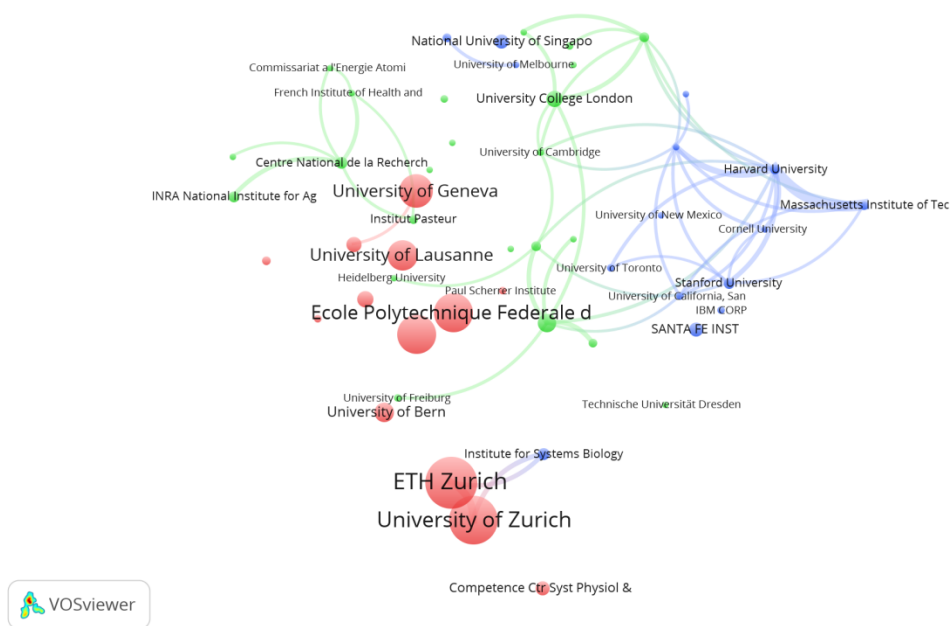 National University of Singapo
University of Melbourne
Commissariat a l'Energie Atomi
French Institute of Health and
University College London
University of Cambridge
Centre National de la Recherch
Harvard University
University of Geneva
INRA National Institute for Ag
Massachusetts Institute of Tec
Institut Pasteur
University of New Mexico
Cornell University
University of Lausanne
University of Toronto
Heidelberg University
Stanford University
Paul Scherrer Institute
University of California, San
Ecole Polytechnique Federale d
IBM CORP
SANTA FE INST
University of Freiburg
Technische Universität Dresden
University of Bern
Institute for Systems Biology
ETH Zurich
University of Zurich
Competence Ctr Syst Physiol &
VOSviewer